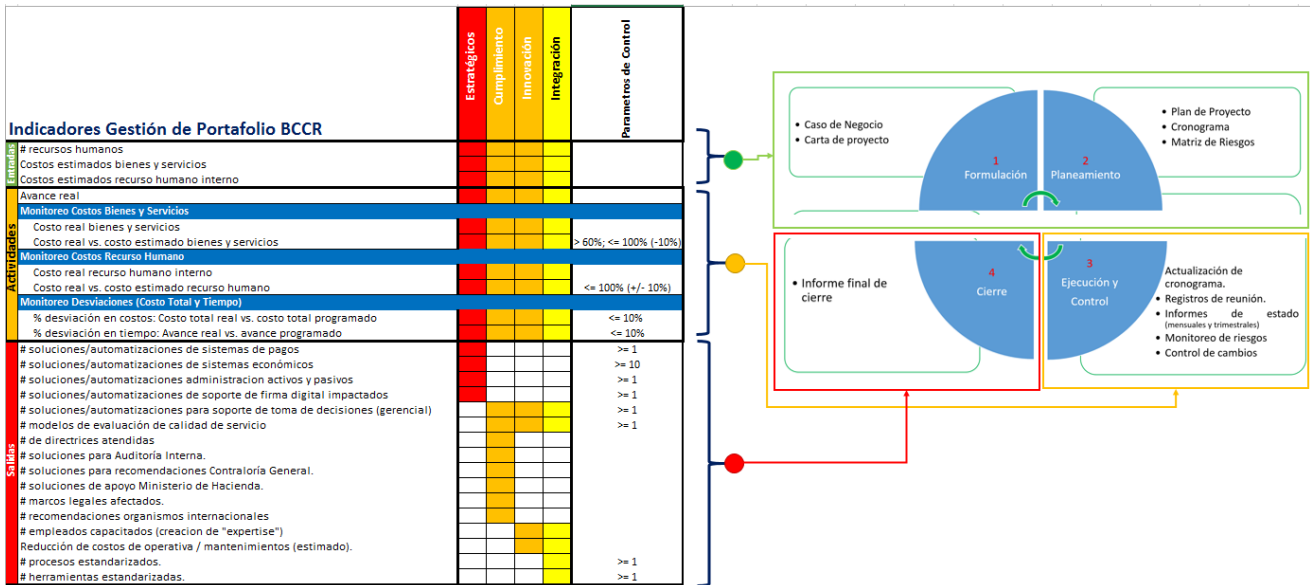 Estratégicos
Cumplimiento
Innovación
Integración
Parametros de Control
Indicadores Gestión de Portafolio BCCR
Entradas
# recursos humanos
Costos estimados bienes y servicios
Costos estimados recurso humano interno
Actividades
Avance real
Monitoreo Costos Bienes y Servicios
Costo real bienes y servicios
Costo real vs. costo estimado bienes y servicios > 60%; <= 100% (-10%)
Monitoreo Costos Recurso Humano
Costo real recurso humano interno
Costo real vs. costo estimado recurso humano <= 100% (+/- 10%)
Monitoreo Desviaciones (Costo Total y Tiempo)
% desviación en costos: Costo total real vs. costo total programado <= 10%
% desviación en tiempo: Avance real vs. avance programado <= 10%
Salidas
# soluciones/automatizaciones de sistemas de pagos >= 1
# soluciones/automatizaciones de sistemas económicos >= 10
# soluciones/automatizaciones administracion activos y pasivos >= 1
# soluciones/automatizaciones de soporte de firma digital impactados >= 1
# soluciones/automatizaciones para soporte de toma de decisiones (gerencial) >= 1
# modelos de evaluación de calidad de servicio >= 1
# de directrices atendidas
# soluciones para Auditoría Interna.
# soluciones para recomendaciones Contraloría General.
# soluciones de apoyo Ministerio de Hacienda.
# marcos legales afectados.
# recomendaciones organismos internacionales
# empleados capacitados (creacion de "expertise")
Reducción de costos de operativa / mantenimientos (estimado).
# procesos estandarizados. >= 1
# herramientas estandarizadas. >= 1
• Caso de Negocio
• Carta de proyecto
1
Formulación
2
Planeamiento
• Plan de Proyecto
• Cronograma
• Matriz de Riesgos
• Informe final de
cierre
4
Cierre
3
Ejecución y
Control
Actualización de
cronograma.
• Registros de reunión.
• Informes de estado
(mensuales y trimestrales)
• Monitoreo de riesgos
• Control de cambios